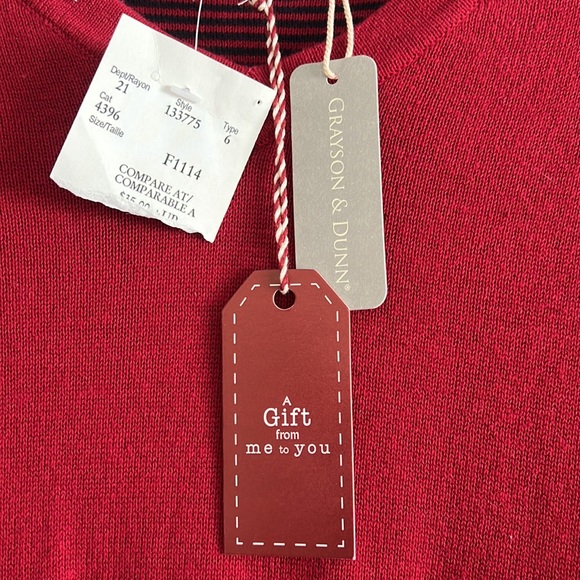 Dept/Rayon
21
Style
133775
Type
6
Cat
4396
Size/Taille
F1114
COMPARE AT/
COMPARABLE A
GRAYSON & DUNN®
A
Gift
from
me to you